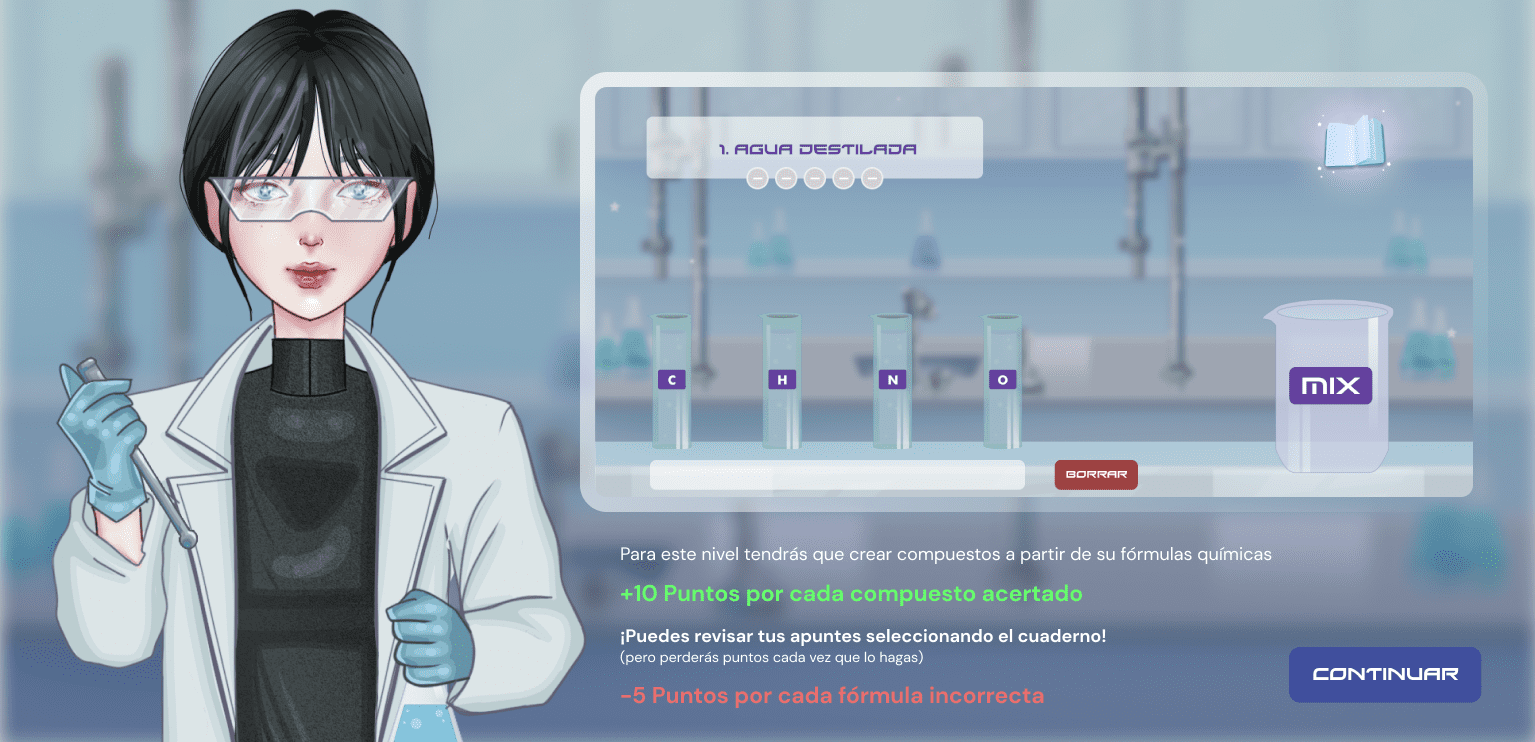 1. AGUA DESTILADA
C
H
N
O
MIX
BORRAR
Para este nivel tendrás que crear compuestos a partir de su fórmulas químicas
+10 Puntos por cada compuesto acertado
¡Puedes revisar tus apuntes seleccionando el cuaderno!
(pero perderás puntos cada vez que lo hagas)
-5 Puntos por cada fórmula incorrecta
CONTINUAR